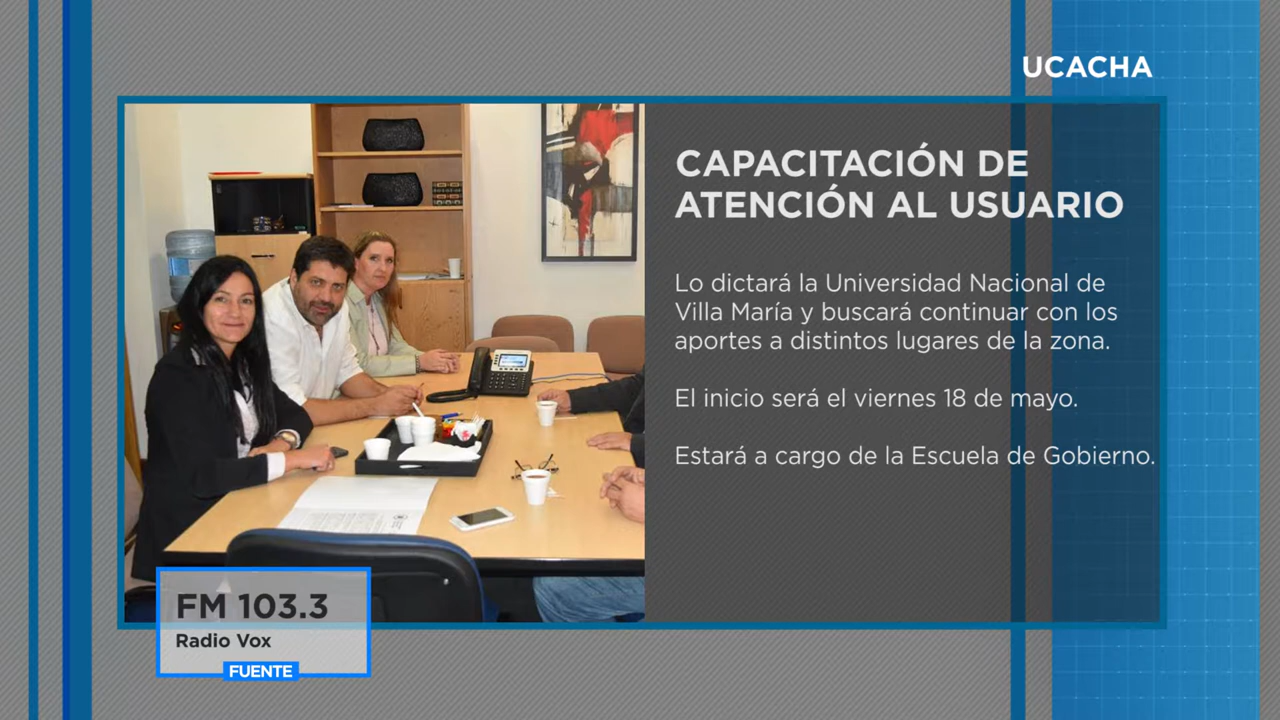 UCACHA
CAPACITACIÓN DE
ATENCIÓN AL USUARIO
Lo dictará la Universidad Nacional de
Villa María y buscará continuar con los
aportes a distintos lugares de la zona.
El inicio será el viernes 18 de mayo.
Estará a cargo de la Escuela de Gobierno.
FM 103.3
Radio Vox
FUENTE